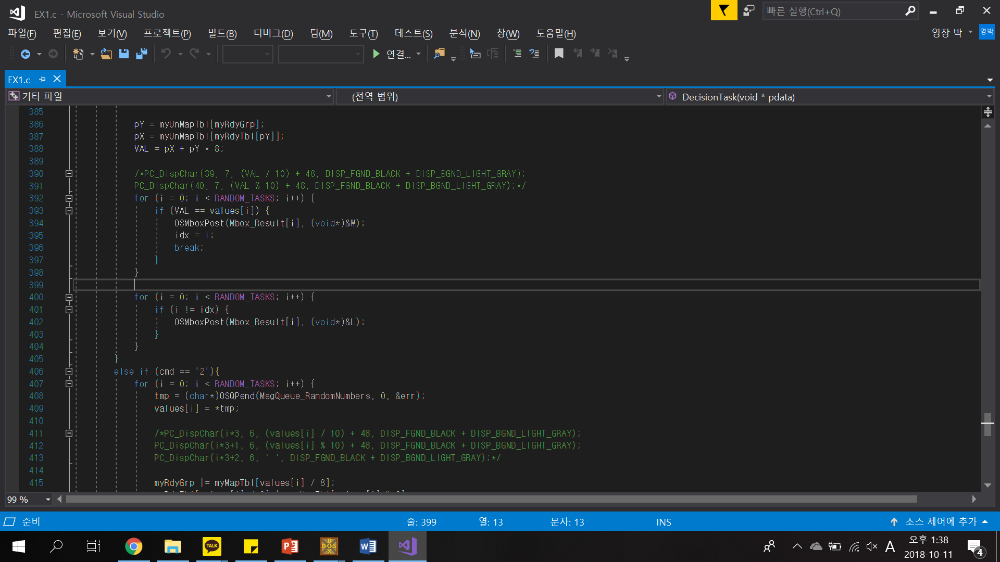 EX1.c - Microsoft Visual Studio
빠른 실행(Ctrl+Q)
파일(F) 편집(E) 보기(V) 프로젝트(P) 빌드(B) 디버그(D) 팀(M) 도구(T) 테스트(S) 분석(N) 창(W) 도움말(H)
영창 박 영박
연결...
EX1.c
기타 파일 (전역 범위) DecisionTask(void * pdata)
385
386 pY = myUnMapTbl[myRdyGrp];
387 pX = myUnMapTbl[myRdyTbl[pY]];
388 VAL = pX + pY * 8;
389
390 /*PC_DispChar(39, 7, (VAL / 10) + 48, DISP_FGND_BLACK + DISP_BGND_LIGHT_GRAY);
391 PC_DispChar(40, 7, (VAL % 10) + 48, DISP_FGND_BLACK + DISP_BGND_LIGHT_GRAY);*/
392 for (i = 0; i < RANDOM_TASKS; i++) {
393 if (VAL == values[i]) {
394 OSMboxPost(Mbox_Result[i], (void*)&W);
395 idx = i;
396 break;
397 }
398 }
399
400 for (i = 0; i < RANDOM_TASKS; i++) {
401 if (i != idx) {
402 OSMboxPost(Mbox_Result[i], (void*)&L);
403 }
404 }
405 }
406 else if (cmd == '2'){
407 for (i = 0; i < RANDOM_TASKS; i++) {
408 tmp = (char*)OSQPend(MsgQueue_RandomNumbers, 0, &err);
409 values[i] = *tmp;
410
411 /*PC_DispChar(i*3, 6, (values[i] / 10) + 48, DISP_FGND_BLACK + DISP_BGND_LIGHT_GRAY);
412 PC_DispChar(i*3+1, 6, (values[i] % 10) + 48, DISP_FGND_BLACK + DISP_BGND_LIGHT_GRAY);
413 PC_DispChar(i*3+2, 6, ' ', DISP_FGND_BLACK + DISP_BGND_LIGHT_GRAY);*/
414
415 myRdyGrp |= myMapTbl[values[i] / 8];
99 %
준비 줄: 399 열: 13 문자: 13 INS 소스 제어에 추가
TALK
DOS BOX
A
오후 1:38
2018-10-11
4